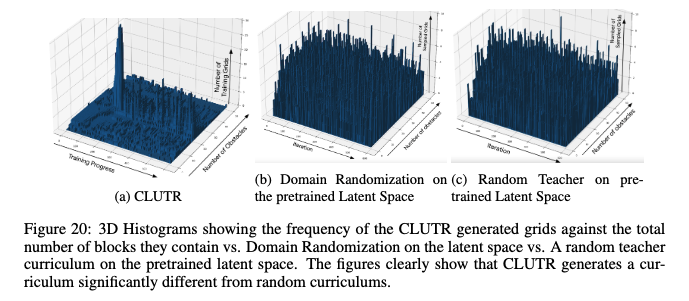 Number of
Training Grids
Training Progress
Number of Obstacles
Number of
Sampled Grids
Iteration
Number of obstacles
Number of
Sampled Grids
Iteration
Number of obstacles
(a) CLUTR
(b) Domain Randomization on
the pretrained Latent Space
(c) Random Teacher on pre-
trained Latent Space
Figure 20: 3D Histograms showing the frequency of the CLUTR generated grids against the total
number of blocks they contain vs. Domain Randomization on the latent space vs. A random teacher
curriculum on the pretrained latent space. The figures clearly show that CLUTR generates a cur-
riculum significantly different from random curriculums.